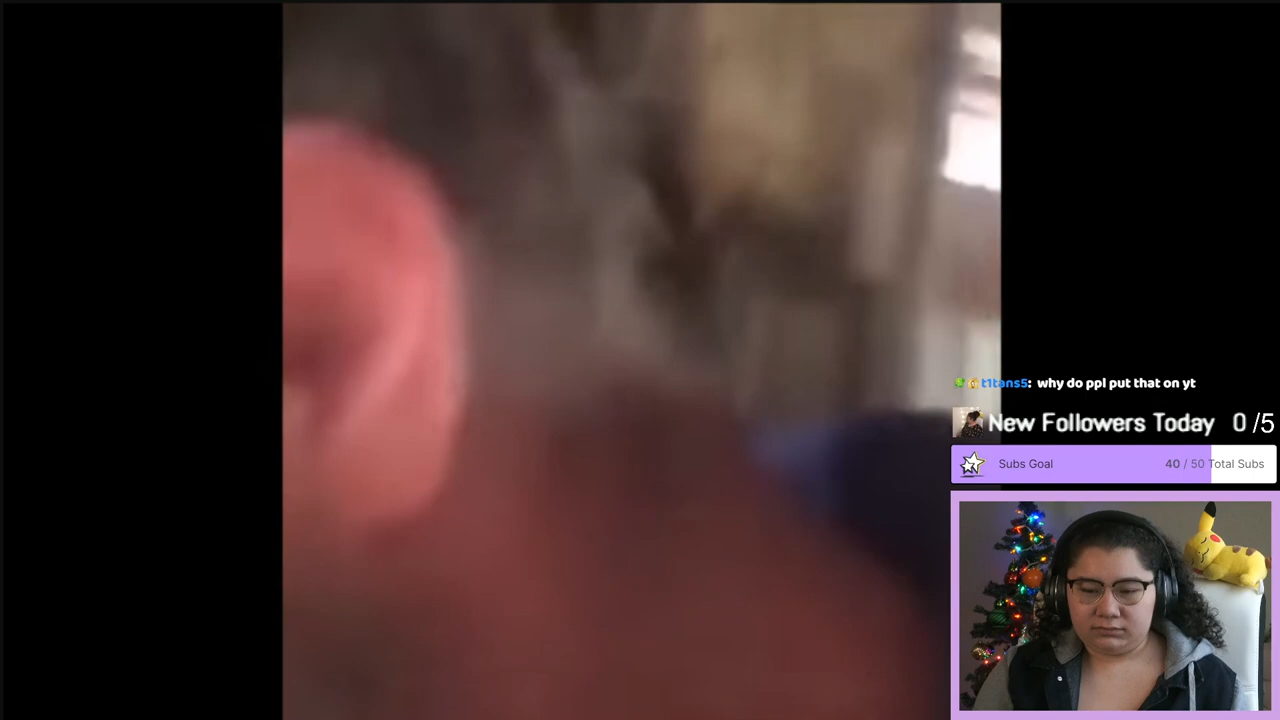 t1tans5: why do ppl put that on yt
New Followers Today 0 /5
Subs Goal 40 / 50 Total Subs